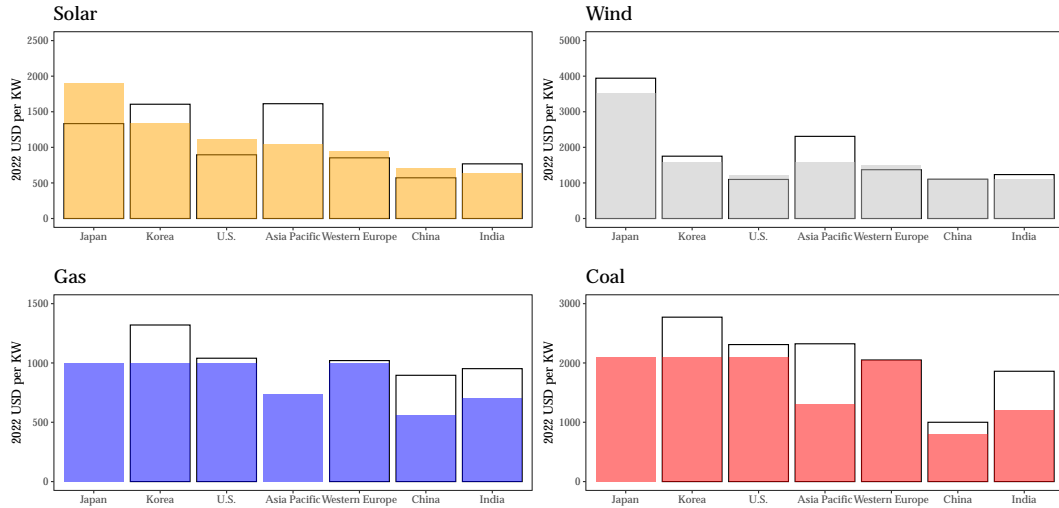 Solar
2022 USD per KW
2500
2000
1500
1000
500
0
Japan Korea U.S. Asia Pacific Western Europe China India
Wind
2022 USD per KW
5000
4000
3000
2000
1000
0
Japan Korea U.S. Asia Pacific Western Europe China India
Gas
2022 USD per KW
1500
1000
500
0
Japan Korea U.S. Asia Pacific Western Europe China India
Coal
2022 USD per KW
3000
2000
1000
0
Japan Korea U.S. Asia Pacific Western Europe China India